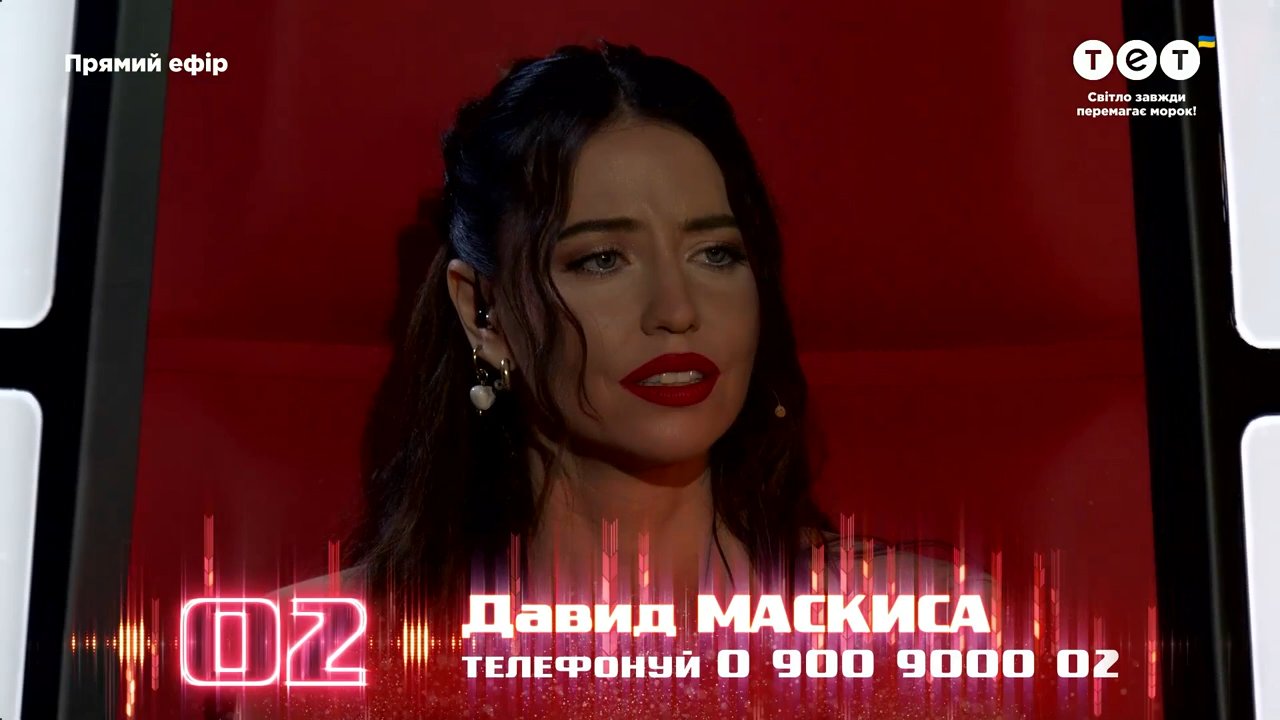 Прямий ефір
тет
Світло завжди
перемагає морок!
02
Давид МАСКИСА
ТЕЛЕФОНУЙ 0 900 9000 02